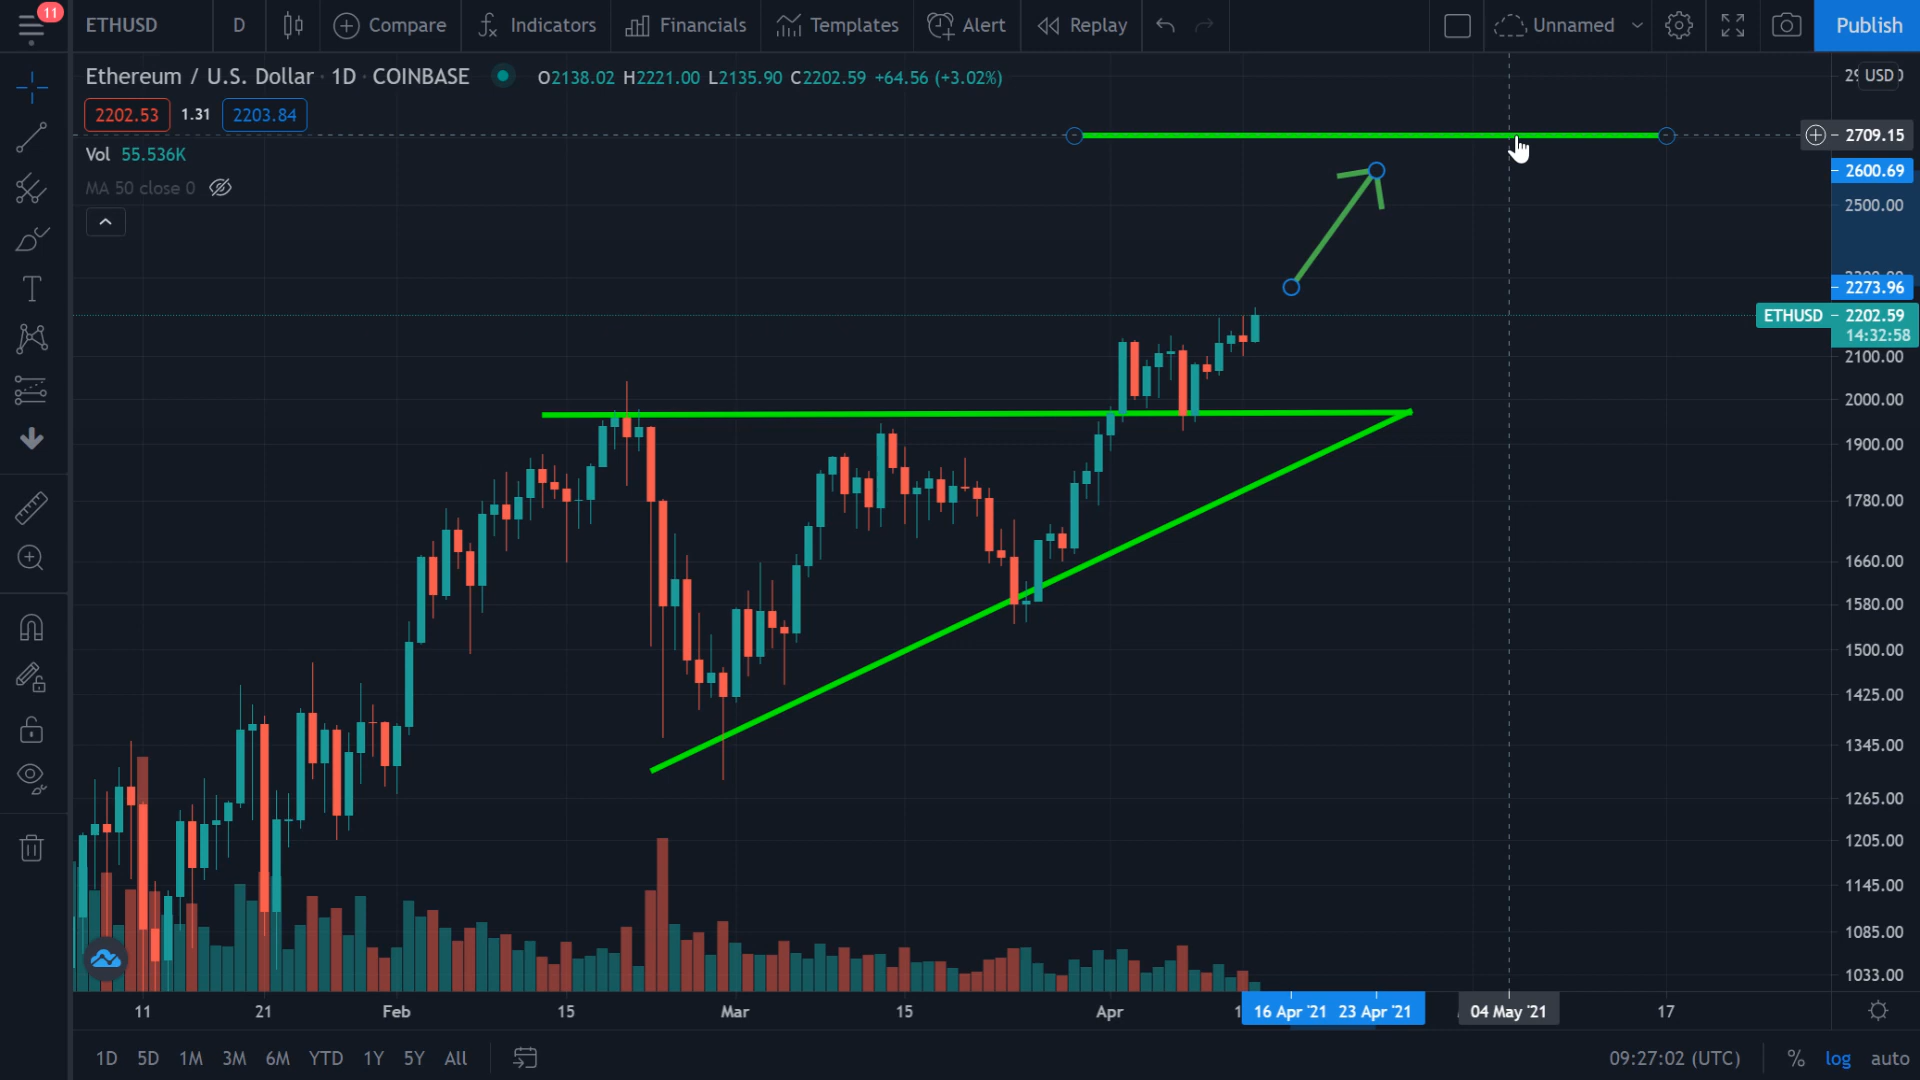 11
ETHUSD D Compare Indicators Financials Templates Alert Replay Unnamed Publish
Ethereum / U.S. Dollar · 1D · COINBASE O2138.02 H2221.00 L2135.90 C2202.59 +64.56 (+3.02%)
2202.53 1.31 2203.84
Vol 55.536K
MA 50 close 0
USD
2709.15
2600.69
2500.00
2273.96
ETHUSD 2202.59
14:32:58
2100.00
2000.00
1900.00
1780.00
1660.00
1580.00
1500.00
1425.00
1345.00
1265.00
1205.00
1145.00
1085.00
1033.00
11 21 Feb 15 Mar 15 Apr 16 Apr '21 23 Apr '21 04 May '21 17
1D 5D 1M 3M 6M YTD 1Y 5Y All 09:27:02 (UTC) % log auto